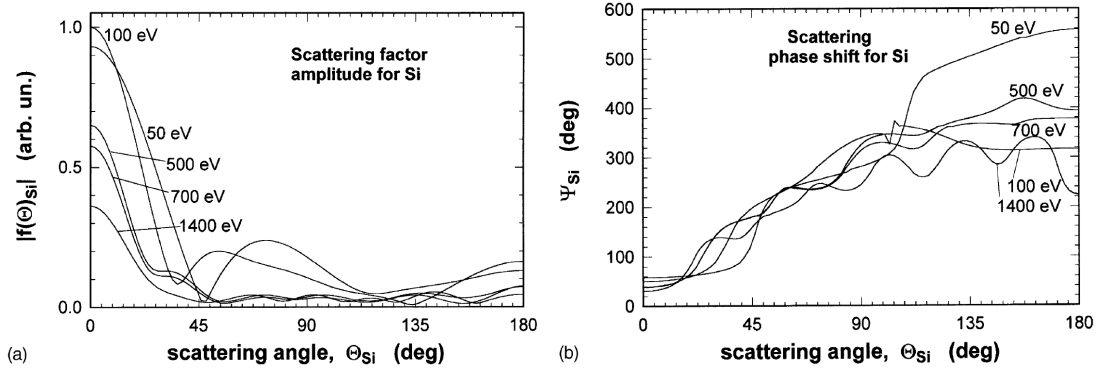 1.0
0.5
0.0
|f(Θ)Si| (arb. un.)
100 eV
Scattering factor
amplitude for Si
50 eV
500 eV
700 eV
1400 eV
0 45 90 135 180
(a) scattering angle, ΘSi (deg)
600
500
400
300
200
100
0
ΨSi (deg)
Scattering
phase shift for Si
50 eV
500 eV
700 eV
100 eV
1400 eV
0 45 90 135 180
(b) scattering angle, ΘSi (deg)